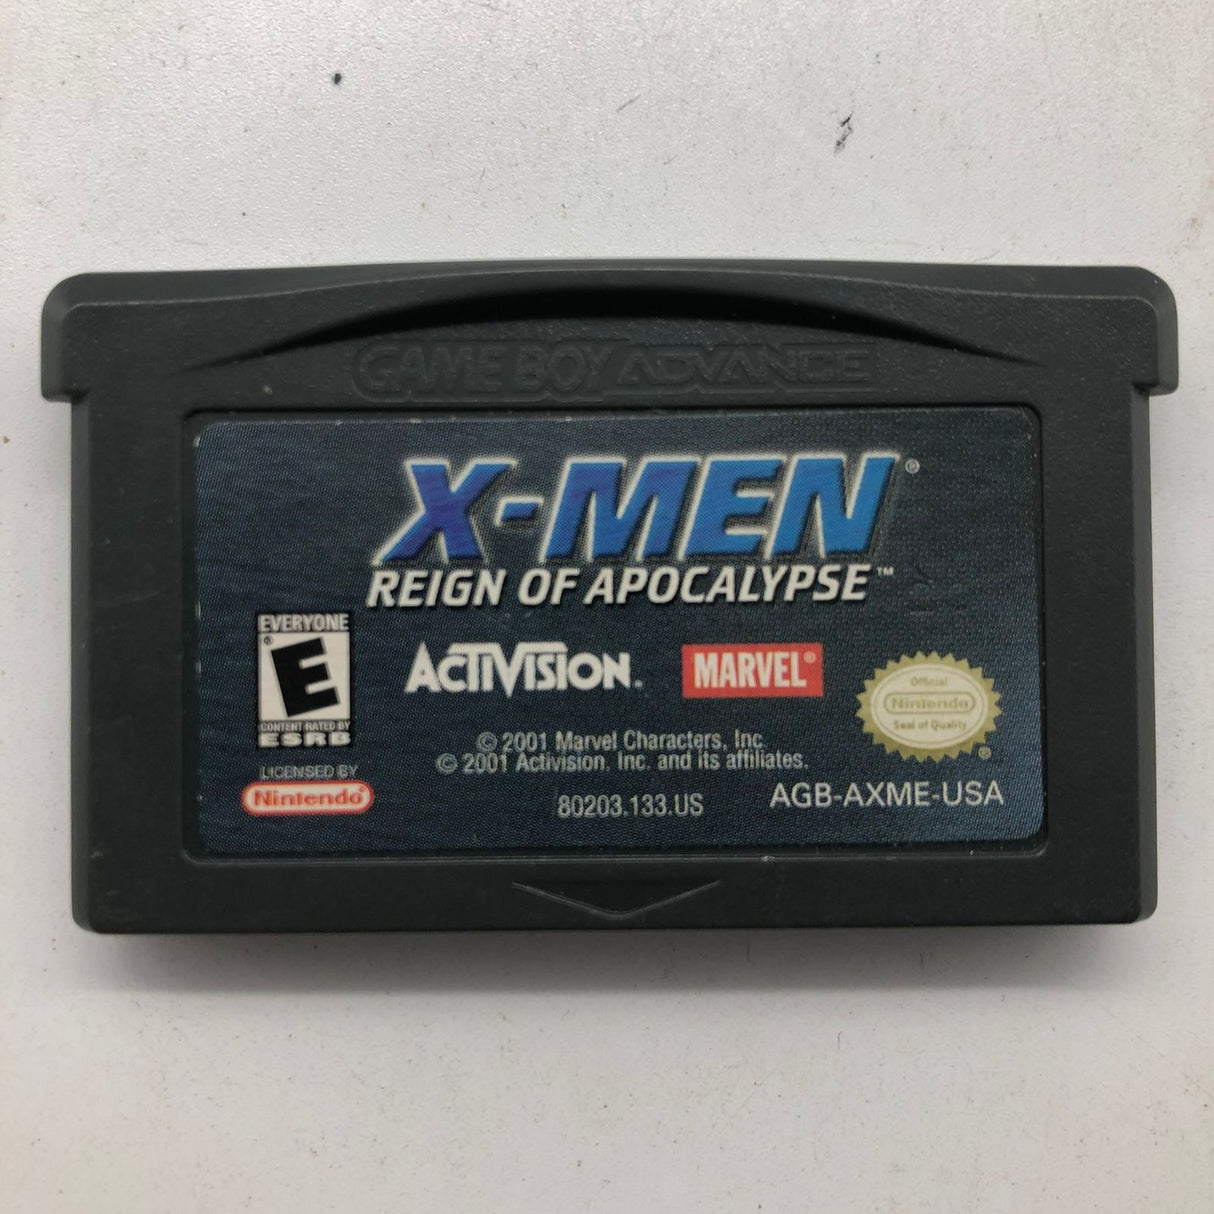 GAME BOY ADVANCE
X-MEN®
REIGN OF APOCALYPSE™
EVERYONE
E®
CONTENT RATED BY
ESRB
ACTIVISION.
MARVEL®
Official
Nintendo
Seal of Quality
®
© 2001 Marvel Characters, Inc
© 2001 Activision. Inc. and its affiliates.
LICENSED BY
Nintendo®
80203.133.US
AGB-AXME-USA